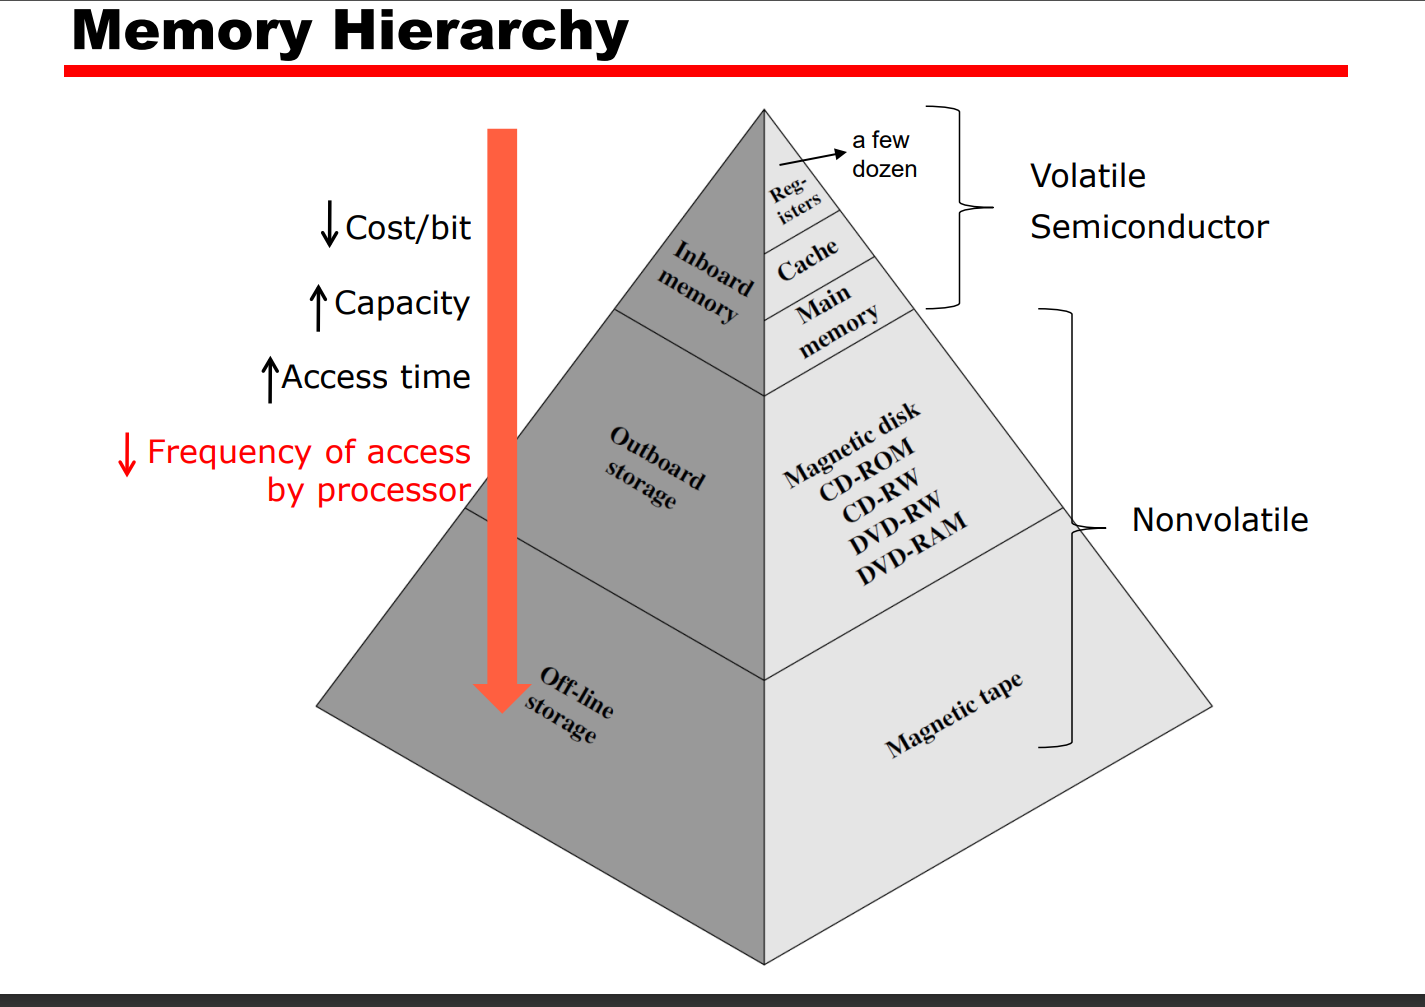 Memory Hierarchy
a few
dozen
Volatile
Semiconductor
↓ Cost/bit
↑ Capacity
↑ Access time
↓ Frequency of access
by processor
Inboard
memory
Reg-
isters
Cache
Main
memory
Outboard
storage
Magnetic disk
CD-ROM
CD-RW
DVD-RW
DVD-RAM
Nonvolatile
Off-line
storage
Magnetic tape